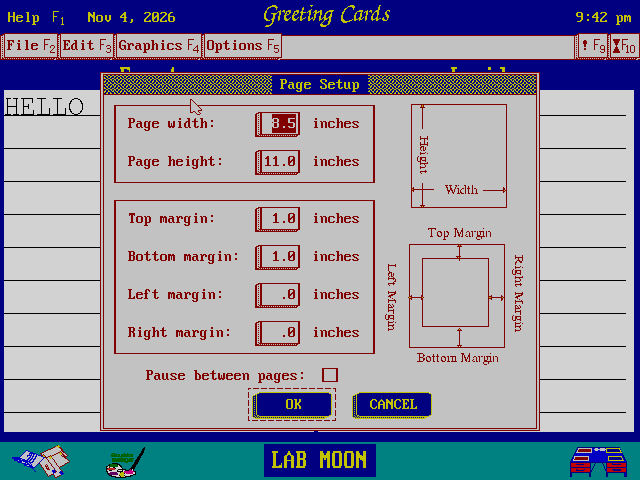 Help F1 Nov 4, 2026 Greeting Cards 9:42 pm
File F2 Edit F3 Graphics F4 Options F5 ! F9 F10
Page Setup
HELLO
Page width: 8.5 inches
Page height: 11.0 inches
Height
Width
Top margin: 1.0 inches
Bottom margin: 1.0 inches
Left margin: .0 inches
Right margin: .0 inches
Top Margin
Left Margin
Right Margin
Bottom Margin
Pause between pages:
OK CANCEL
LAB MOON